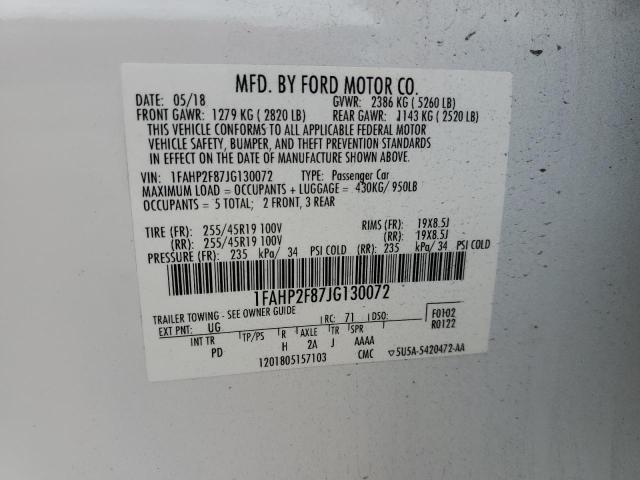 MFD. BY FORD MOTOR CO.
DATE: 05/18 GVWR: 2386 KG ( 5260 LB)
FRONT GAWR: 1279 KG ( 2820 LB) REAR GAWR: 1143 KG ( 2520 LB)
THIS VEHICLE CONFORMS TO ALL APPLICABLE FEDERAL MOTOR
VEHICLE SAFETY, BUMPER, AND THEFT PREVENTION STANDARDS
IN EFFECT ON THE DATE OF MANUFACTURE SHOWN ABOVE.
VIN: 1FAHP2F87JG130072 TYPE: Passenger Car
MAXIMUM LOAD = OCCUPANTS + LUGGAGE = 430KG/ 950LB
OCCUPANTS = 5 TOTAL; 2 FRONT, 3 REAR
TIRE (FR): 255/45R19 100V RIMS (FR): 19X8.5J
(RR): 255/45R19 100V (RR): 19X8.5J
PRESSURE (FR): 235 kPa/ 34 PSI COLD (RR): 235 kPa/ 34 PSI COLD
1FAHP2F87JG130072
TRAILER TOWING - SEE OWNER GUIDE
EXT PNT: UG RC: 71 DSO: F0102
R0122
INT TR TP/PS R AXLE TR SPR
PD H 2A J AAAA
1201805157103 CMC ▽5U5A-5420472-AA